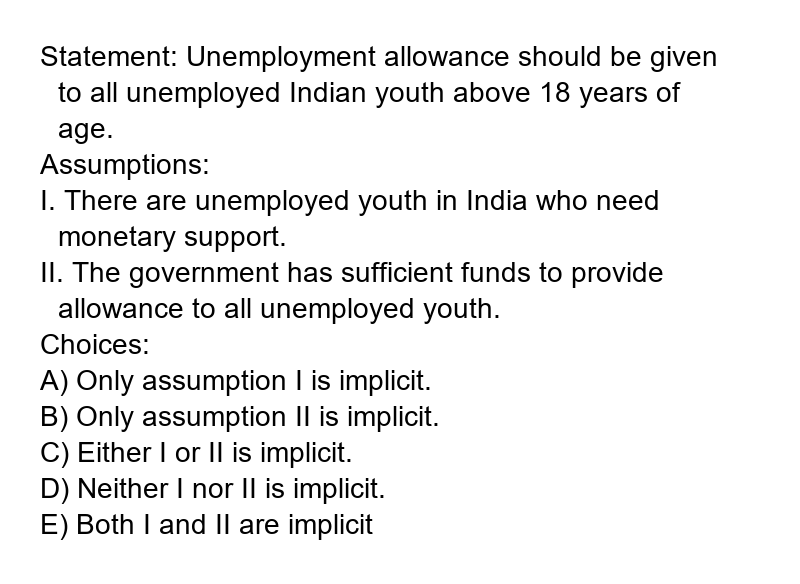 Statement: Unemployment allowance should be given
to all unemployed Indian youth above 18 years of
age.
Assumptions:
I. There are unemployed youth in India who need
monetary support.
II. The government has sufficient funds to provide
allowance to all unemployed youth.
Choices:
A) Only assumption I is implicit.
B) Only assumption II is implicit.
C) Either I or II is implicit.
D) Neither I nor II is implicit.
E) Both I and II are implicit